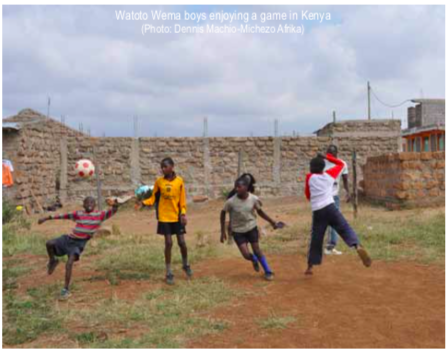 Watoto Wema boys enjoying a game in Kenya
(Photo: Dennis Machio-Michezo Afrika)